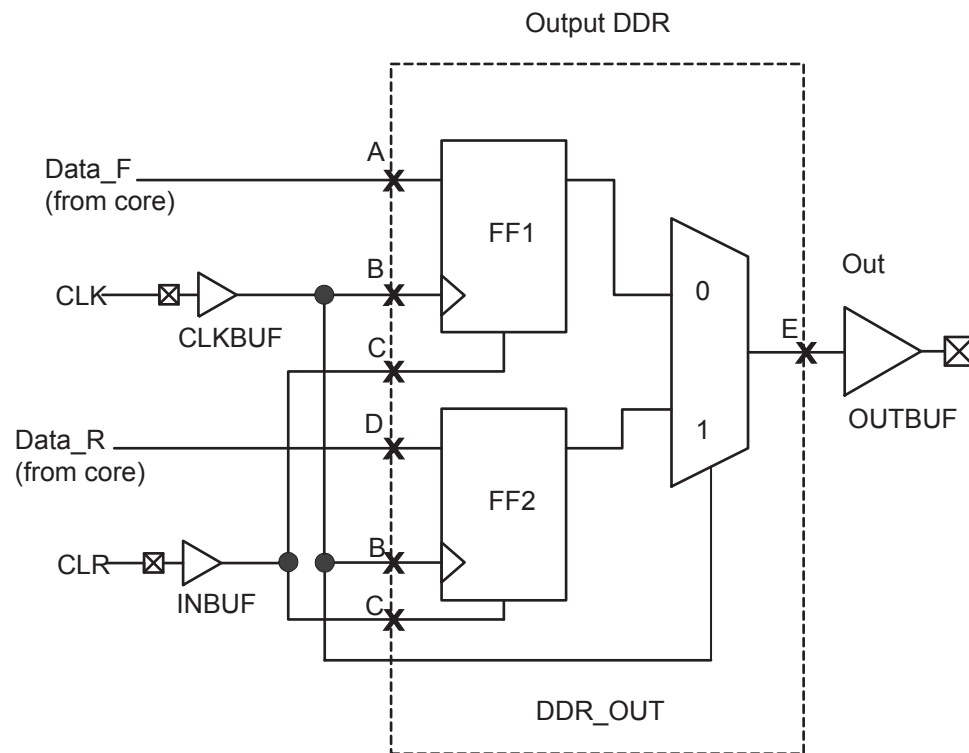 Output DDR
A
Data_F
(from core)
FF1
B
CLK
CLKBUF
0
Out
C
E
D
Data_R
(from core)
1
OUTBUF
FF2
B
CLR
INBUF
C
DDR_OUT